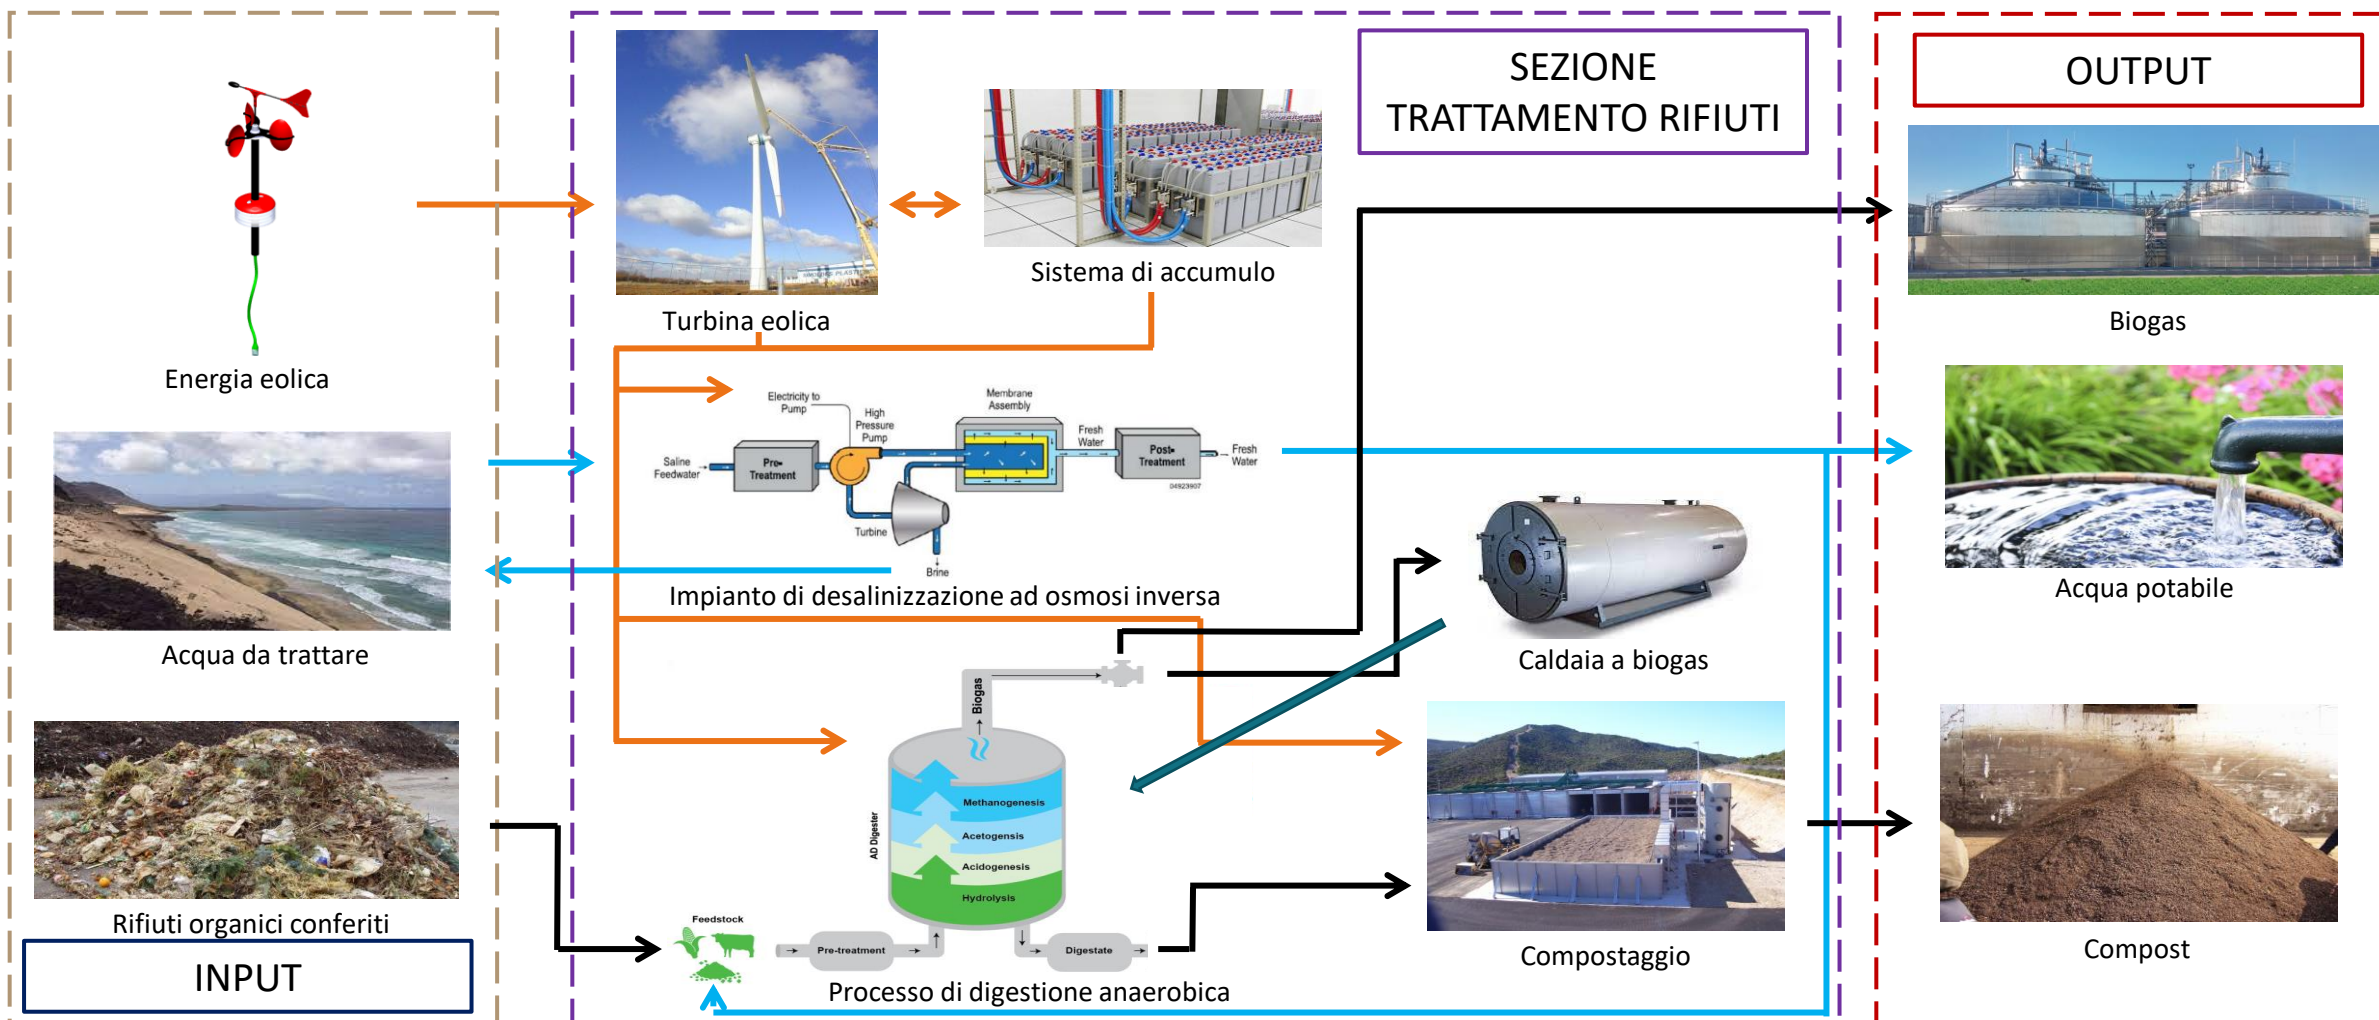 SEZIONE
TRATTAMENTO RIFIUTI
OUTPUT
Sistema di accumulo
Turbina eolica
Biogas
Energia eolica
Electricity to
Pump
High
Pressure
Pump
Membrane
Assembly
Fresh
Water
Saline
Feedwater
Pre-
Treatment
Post-
Treatment
Fresh
Water
04923907
Turbine
Brine
Impianto di desalinizzazione ad osmosi inversa
Acqua potabile
Acqua da trattare
Caldaia a biogas
Biogas
AD Digester
Methanogenesis
Acetogensis
Acidogenesis
Hydrolysis
Rifiuti organici conferiti
Feedstock
Pre-treatment
Digestate
Compostaggio
Compost
INPUT
Processo di digestione anaerobica